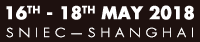 16TH - 18TH MAY 2018
SNIEC — SHANGHAI